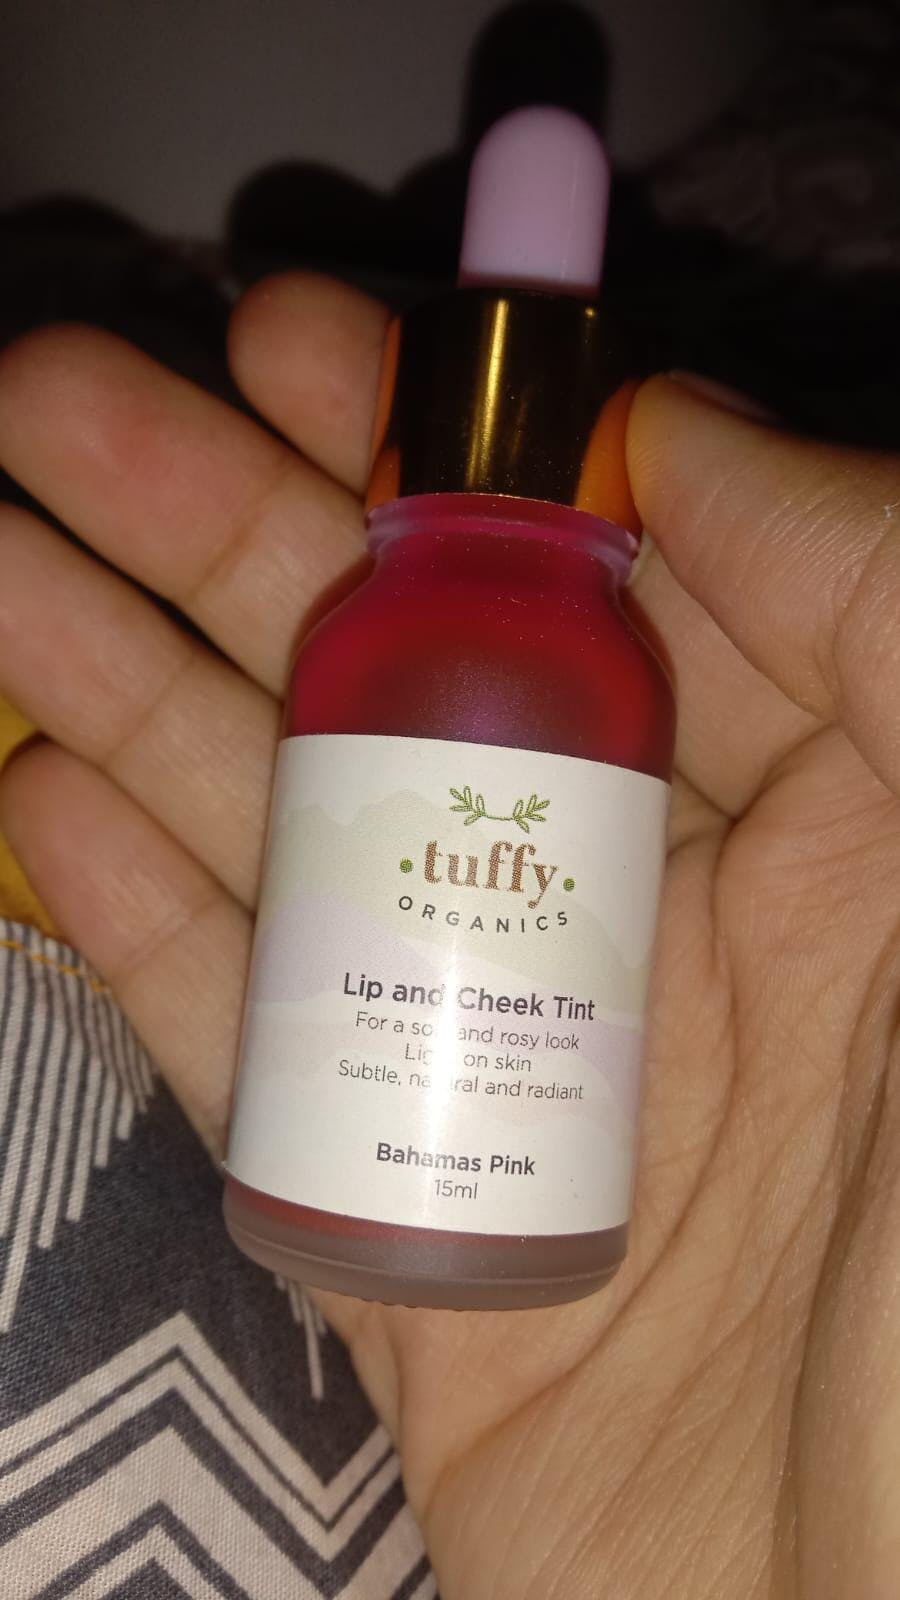 tuffy
ORGANICS
Lip and Cheek Tint
For a and rosy look
on skin
Subtle, and radiant
Bahamas Pink
15ml